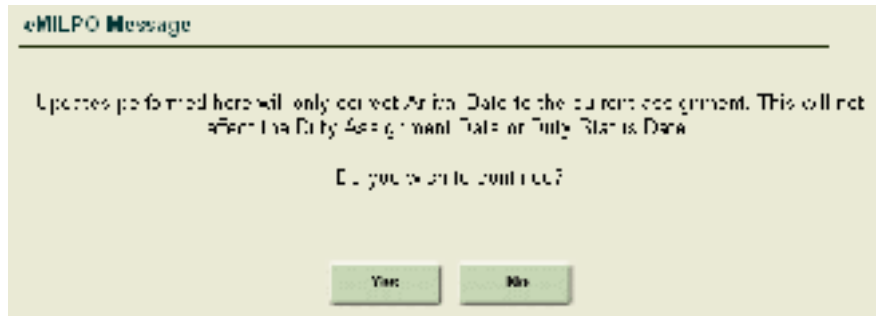 eMILPO Message
Updates performed here will only correct Arrival Date to the current assignment. This will not
affect the Duty Assignment Date or Duty Status Date
Do you wish to continue?
Yes
No